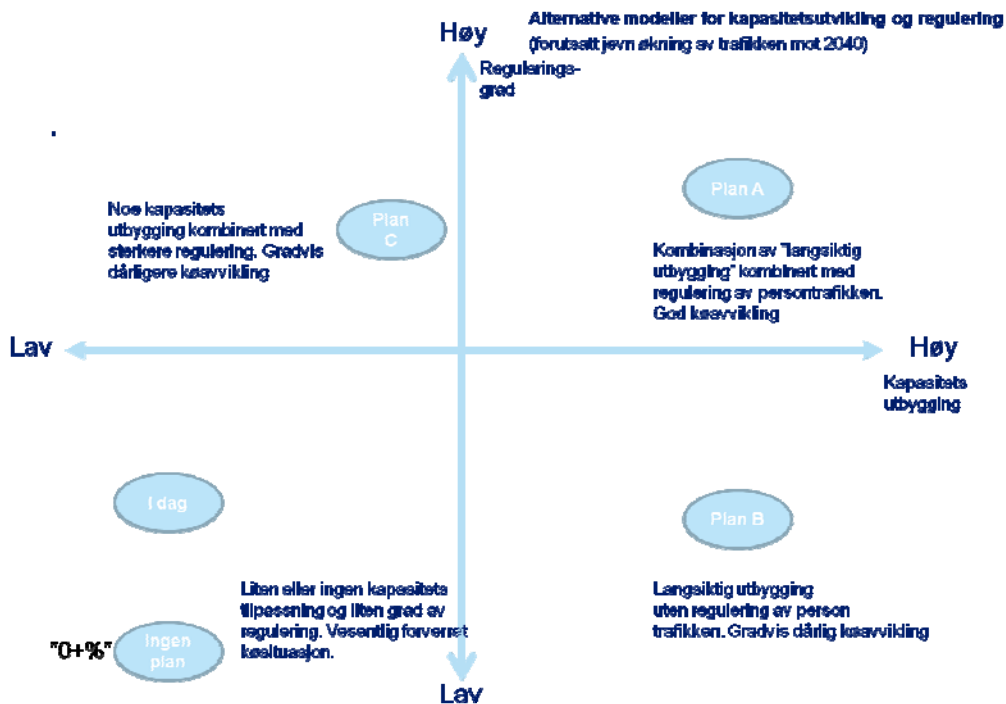 Alternative modeller for kapasitetsutvikling og regulering
(forutsatt jevn økning av trafikken mot 2040)
Høy
Regulerings-
grad
Plan A
Plan
C
Noe kapasitets
utbygging kombinert med
sterkere regulering. Gradvis
dårligere køavvikling
Kombinasjon av "langsiktig
utbygging" kombinert med
regulering av persontrafikken.
God køavvikling
Lav
Høy
Kapasitets
utbygging
I dag
Plan B
Liten eller ingen kapasitets
tilpassning og liten grad av
regulering. Vesentlig forverret
køsituasjon.
Langsiktig utbygging
uten regulering av person
trafikken. Gradvis dårlig køavvikling
"0+%"
Ingen
plan
Lav